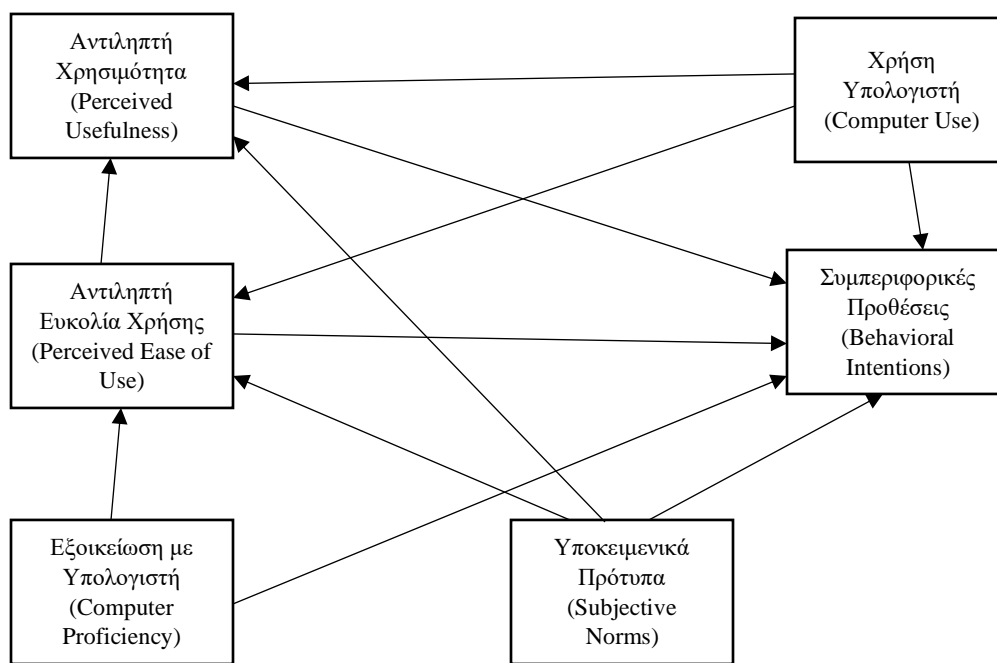 Αντιληπτή
Χρησιμότητα
(Perceived
Usefulness)
Χρήση
Υπολογιστή
(Computer Use)
Αντιληπτή
Ευκολία Χρήσης
(Perceived Ease of
Use)
Συμπεριφορικές
Προθέσεις
(Behavioral
Intentions)
Εξοικείωση με
Υπολογιστή
(Computer
Proficiency)
Υποκειμενικά
Πρότυπα
(Subjective
Norms)